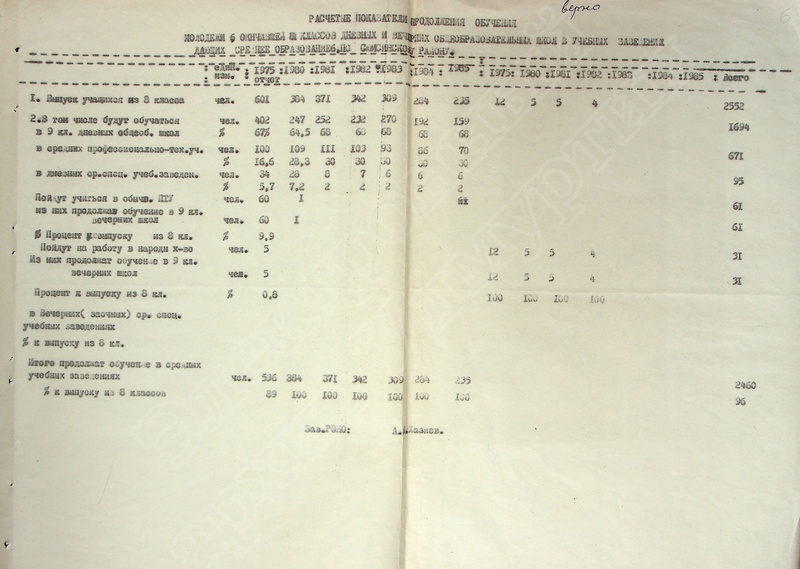 верно
РАСЧЕТЫЕ ПОКАЗАТЕЛИ ПРОДОЛЖЕНИЯ ОБУЧЕНИЯ
МОЛОДЕЖИ б ОКОНЧИВШЕЙ 8Й КЛАССОВ ДНЕВНЫХ И ВЕЧЕРНИХ ОБЩЕОБРАЗОВАТЕЛЬНЫХ ШКОЛ В УЧЕБНЫХ ЗАВЕДЕНИЯ
ДАЮЩИХ СРЕДНЕЕ ОБРАЗОВАНИЕ, ПО РАЙОНУ.
: един. изм. : 1975 отчет :1980 :1981 :1982 :1983 :1984 :1985 : 1975: 1980 :1981 :1982 :1983 :1984 :1985 : Всего
1. Выпуск учащихся из 8 класса чел. 601 384 371 342 309 284 235 12 5 5 4 2552
2.В том числе будут обучаться чел. 402 247 252 232 270 192 159 1694
в 9 кл. дневных общеоб. школ % 67% 64,5 68 68 68 68 68
в средних профессионально-тех.уч. чел. 100 109 111 103 93 86 70 671
% 16,6 28,3 30 30 30 30 30
в дневных ср.спец. учеб.заведен. чел. 34 28 8 7 6 6 6 95
% 5,7 7,2 2 2 2 2 2
Пойдут учиться в обычн. ПТУ чел. 60 1 61
из них продолжат обучение в 9 кл.
вечерних школ чел. 60 1 61
% Процент к выпуску из 8 кл. % 9,9
Пойдут на работу в народн х-во чел. 5 12 5 5 4 31
Из них продолжат обучение в 9 кл.
вечерних школ чел. 5 12 5 5 4 31
Процент к выпуску из 8 кл. % 0,8 100 100 100 100
в Вечерних( заочных) ср. спец.
учебных заведениях
% к выпуску из 8 кл.
Итого продолжат обучение в средних
учебных заведениях чел. 536 384 371 342 309 284 235 2460
% к выпуску из 8 классов 89 100 100 100 100 100 100 96
Зав.РОНО: